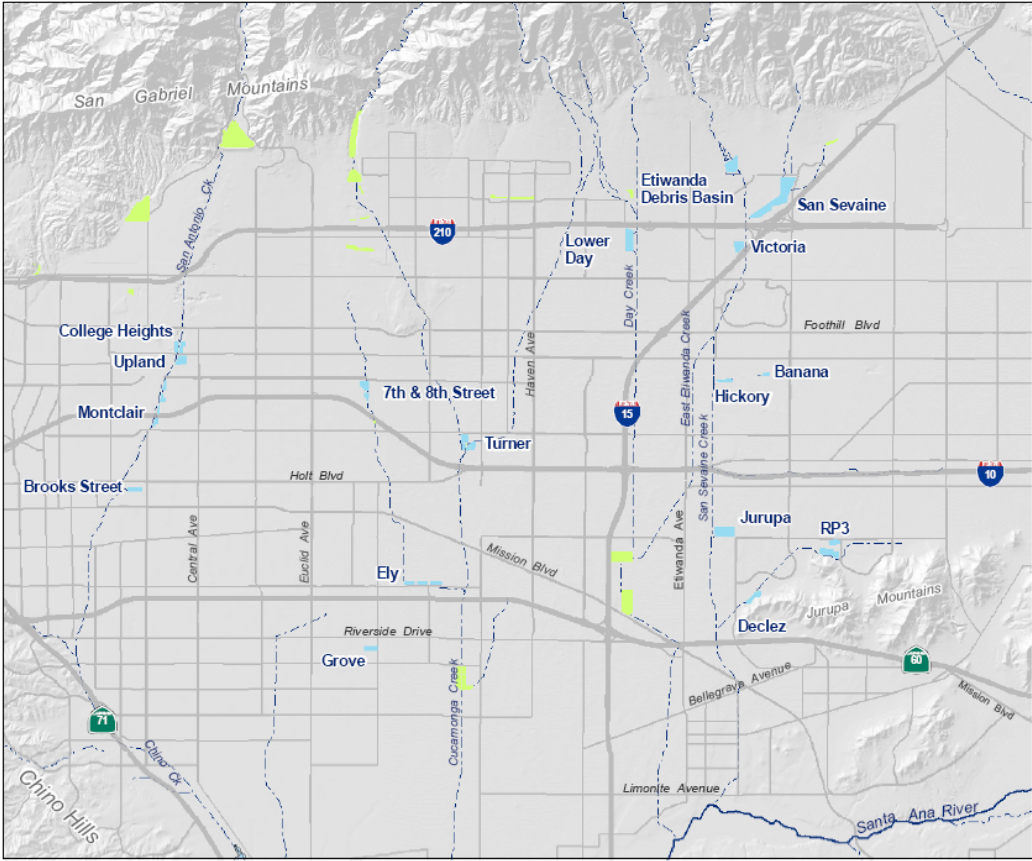 San Gabriel Mountains
San Antonio Ck
Etiwanda
Debris Basin
San Sevaine
210
Lower
Day
Victoria
Day Creek
College Heights
Foothill Blvd
Upland
Haven Ave
East Etiwanda Creek
Banana
7th & 8th Street
Hickory
Montclair
15
San Sevaine Creek
Turner
Holt Blvd
10
Brooks Street
Central Ave
Euclid Ave
Etiwanda Ave
Jurupa
RP3
Mission Blvd
Ely
Jurupa Mountains
Declez
Riverside Drive
Grove
60
Cucamonga Creek
Bellegrave Avenue
Mission Blvd
71
Chino Ck
Chino Hills
Limonite Avenue
Santa Ana River